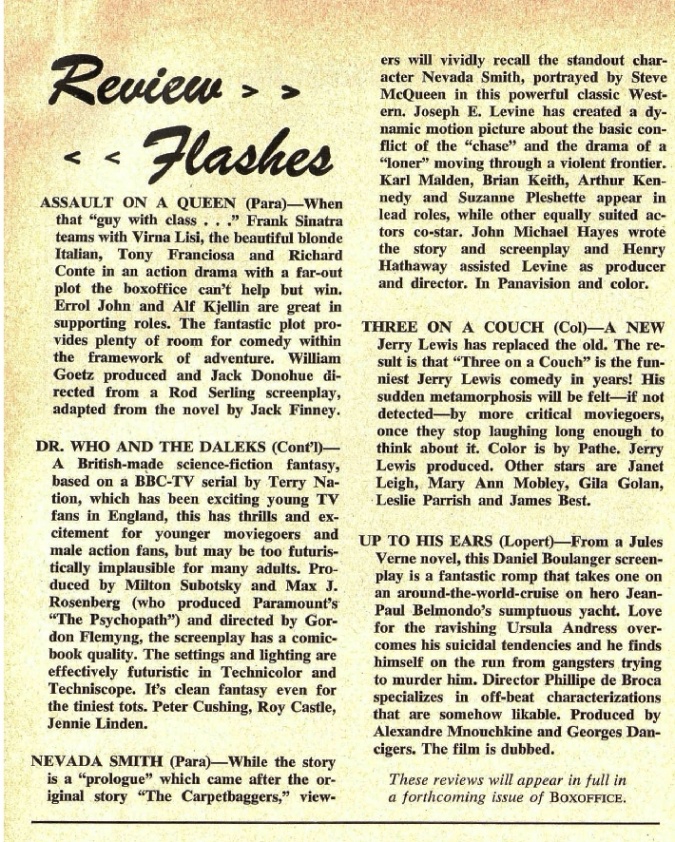 Review > >
< < Flashes
ASSAULT ON A QUEEN (Para)—When
that “guy with class . . .” Frank Sinatra
teams with Virna Lisi, the beautiful blonde
Italian, Tony Franciosa and Richard
Conte in an action drama with a far-out
plot the boxoffice can’t help but win.
Errol John and Alf Kjellin are great in
supporting roles. The fantastic plot pro-
vides plenty of room for comedy within
the framework of adventure. William
Goetz produced and Jack Donohue di-
rected from a Rod Serling screenplay,
adapted from the novel by Jack Finney.
DR. WHO AND THE DALEKS (Cont’l)—
A British-made science-fiction fantasy,
based on a BBC-TV serial by Terry Na-
tion, which has been exciting young TV
fans in England, this has thrills and ex-
citement for younger moviegoers and
male action fans, but may be too futuris-
tically implausible for many adults. Pro-
duced by Milton Subotsky and Max J.
Rosenberg (who produced Paramount’s
“The Psychopath”) and directed by Gor-
don Flemyng, the screenplay has a comic-
book quality. The settings and lighting are
effectively futuristic in Technicolor and
Techniscope. It’s clean fantasy even for
the tiniest tots. Peter Cushing, Roy Castle,
Jennie Linden.
NEVADA SMITH (Para)—While the story
is a “prologue” which came after the or-
iginal story “The Carpetbaggers,” view-
ers will vividly recall the standout char-
acter Nevada Smith, portrayed by Steve
McQueen in this powerful classic West-
ern. Joseph E. Levine has created a dy-
namic motion picture about the basic con-
flict of the “chase” and the drama of a
“loner” moving through a violent frontier.
Karl Malden, Brian Keith, Arthur Ken-
nedy and Suzanne Pleshette appear in
lead roles, while other equally suited ac-
tors co-star. John Michael Hayes wrote
the story and screenplay and Henry
Hathaway assisted Levine as producer
and director. In Panavision and color.
THREE ON A COUCH (Col)—A NEW
Jerry Lewis has replaced the old. The re-
sult is that “Three on a Couch” is the fun-
niest Jerry Lewis comedy in years! His
sudden metamorphosis will be felt—if not
detected—by more critical moviegoers,
once they stop laughing long enough to
think about it. Color is by Pathe. Jerry
Lewis produced. Other stars are Janet
Leigh, Mary Ann Mobley, Gila Golan,
Leslie Parrish and James Best.
UP TO HIS EARS (Lopert)—From a Jules
Verne novel, this Daniel Boulanger screen-
play is a fantastic romp that takes one on
an around-the-world-cruise on hero Jean-
Paul Belmondo’s sumptuous yacht. Love
for the ravishing Ursula Andress over-
comes his suicidal tendencies and he finds
himself on the run from gangsters trying
to murder him. Director Phillipe de Broca
specializes in off-beat characterizations
that are somehow likable. Produced by
Alexandre Mnouchkine and Georges Dan-
cigers. The film is dubbed.
These reviews will appear in full in
a forthcoming issue of BOXOFFICE.